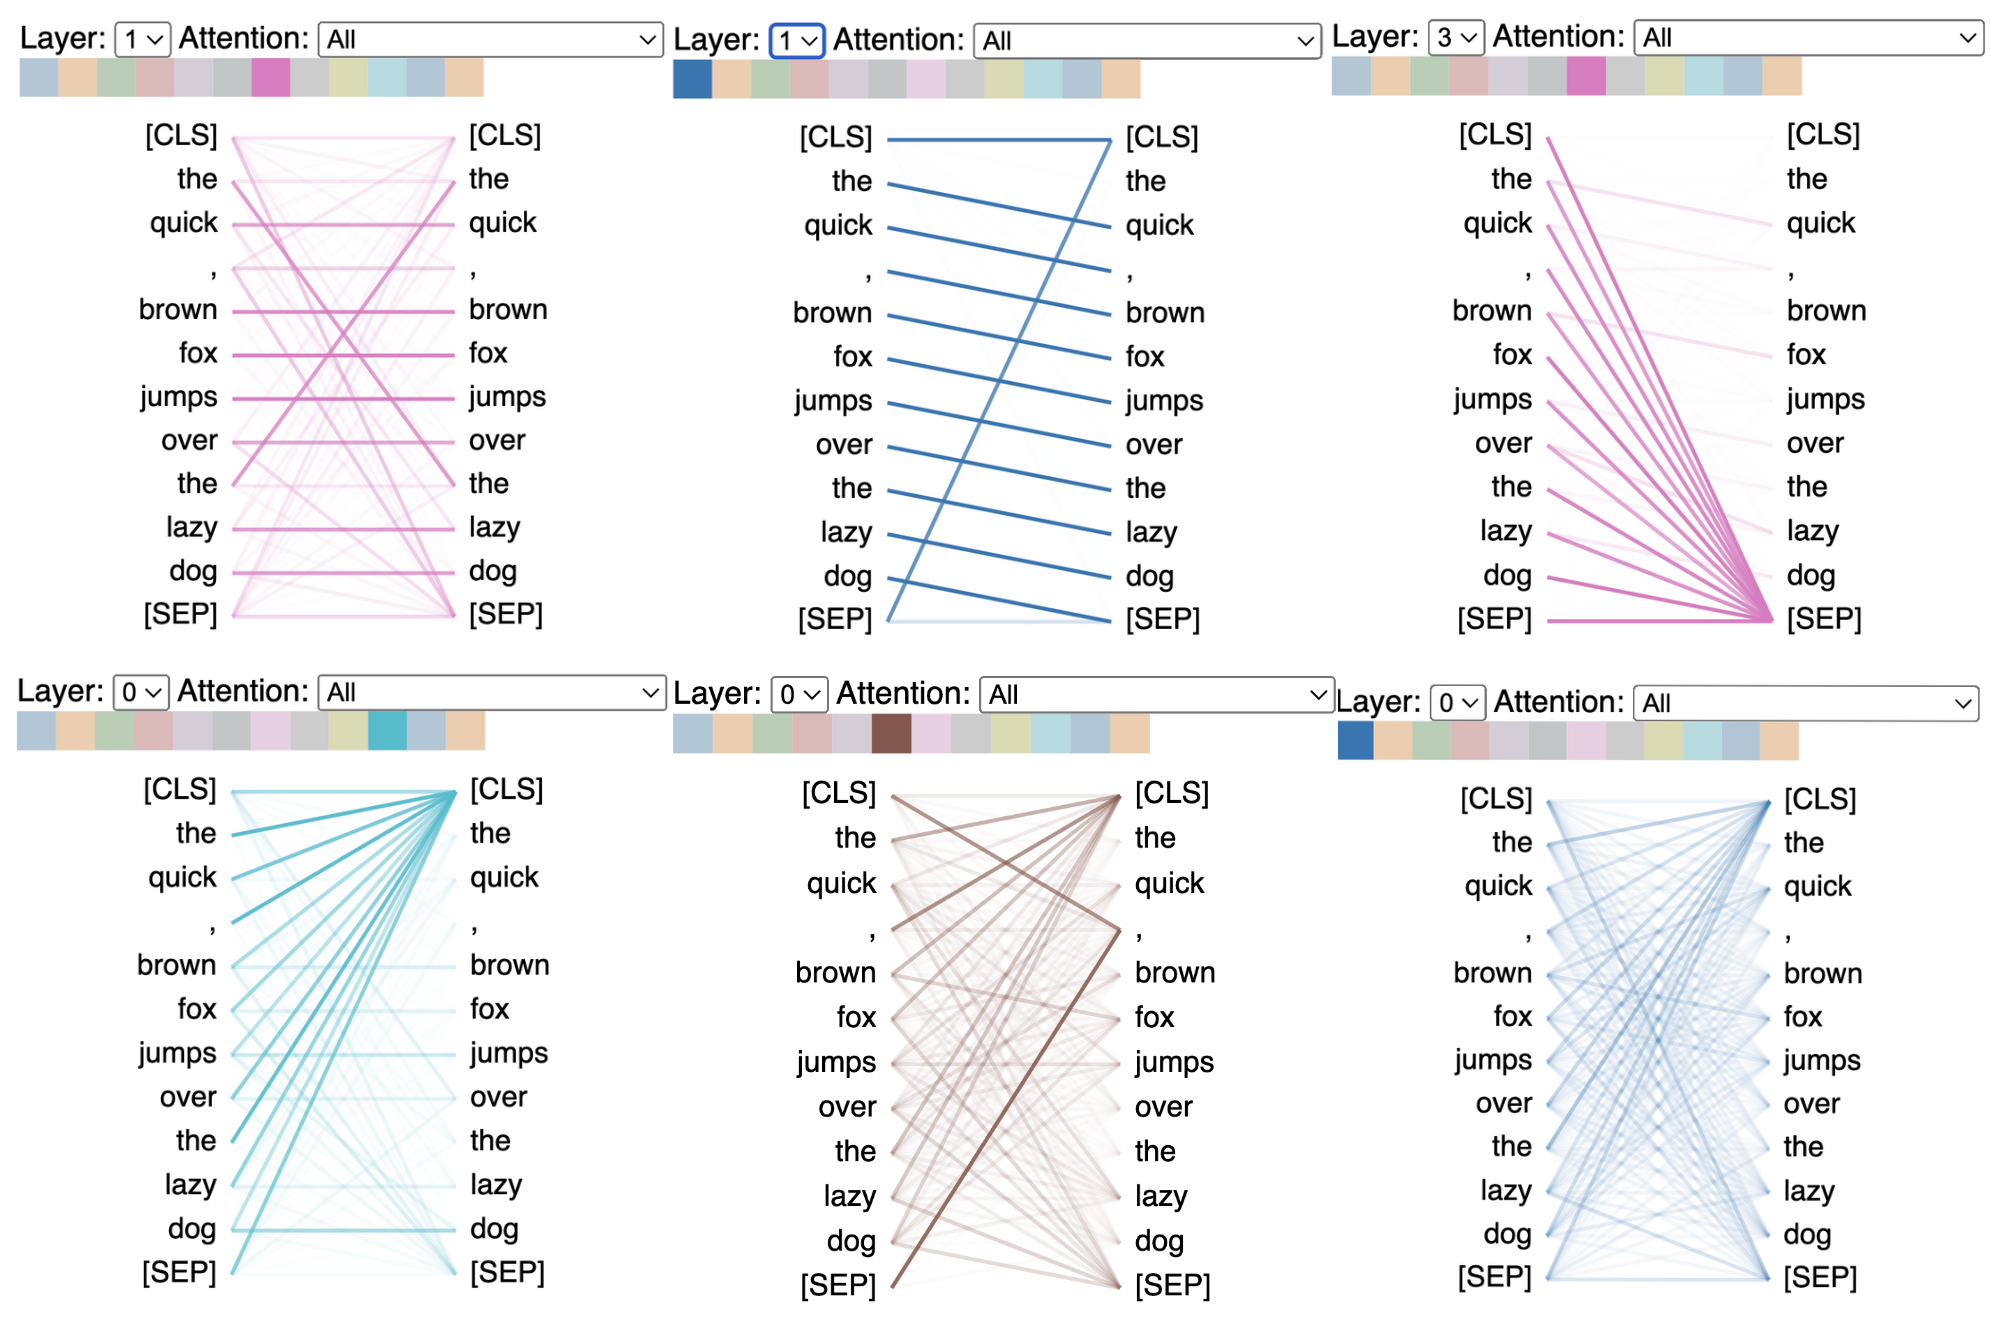 Layer: 1 Attention: All
[CLS] [CLS]
the the
quick quick
, ,
brown brown
fox fox
jumps jumps
over over
the the
lazy lazy
dog dog
[SEP] [SEP]
Layer: 1 Attention: All
[CLS] [CLS]
the the
quick quick
, ,
brown brown
fox fox
jumps jumps
over over
the the
lazy lazy
dog dog
[SEP] [SEP]
Layer: 3 Attention: All
[CLS] [CLS]
the the
quick quick
, ,
brown brown
fox fox
jumps jumps
over over
the the
lazy lazy
dog dog
[SEP] [SEP]
Layer: 0 Attention: All
[CLS] [CLS]
the the
quick quick
, ,
brown brown
fox fox
jumps jumps
over over
the the
lazy lazy
dog dog
[SEP] [SEP]
Layer: 0 Attention: All
[CLS] [CLS]
the the
quick quick
, ,
brown brown
fox fox
jumps jumps
over over
the the
lazy lazy
dog dog
[SEP] [SEP]
Layer: 0 Attention: All
[CLS] [CLS]
the the
quick quick
, ,
brown brown
fox fox
jumps jumps
over over
the the
lazy lazy
dog dog
[SEP] [SEP]